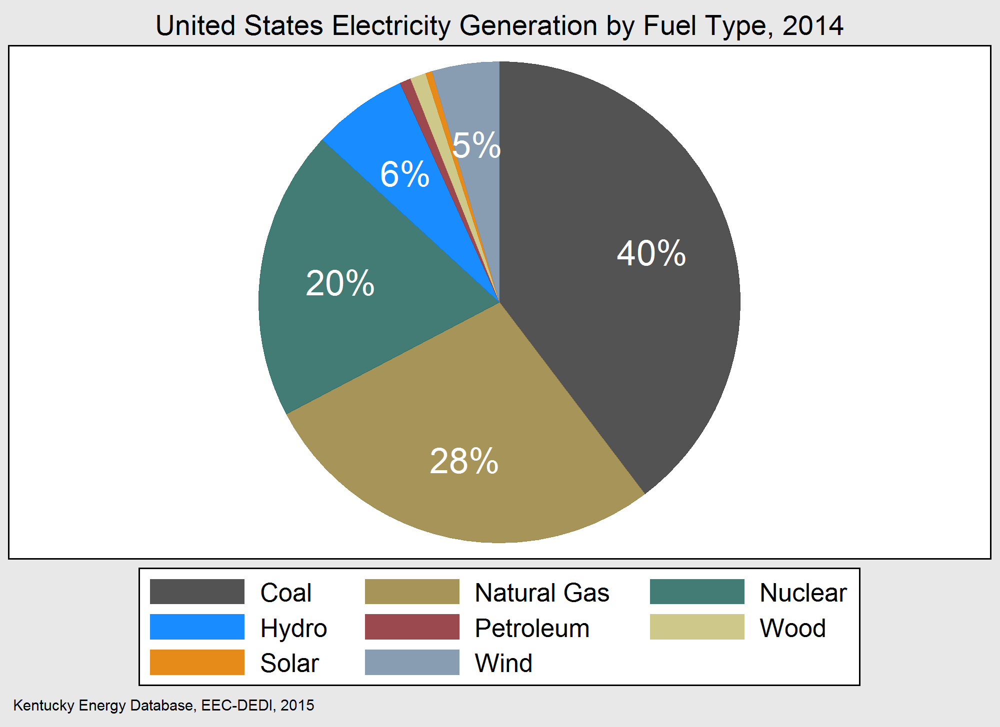 United States Electricity Generation by Fuel Type, 2014
5%
6%
40%
20%
28%
Coal
Natural Gas
Nuclear
Hydro
Petroleum
Wood
Solar
Wind
Kentucky Energy Database, EEC-DEDI, 2015